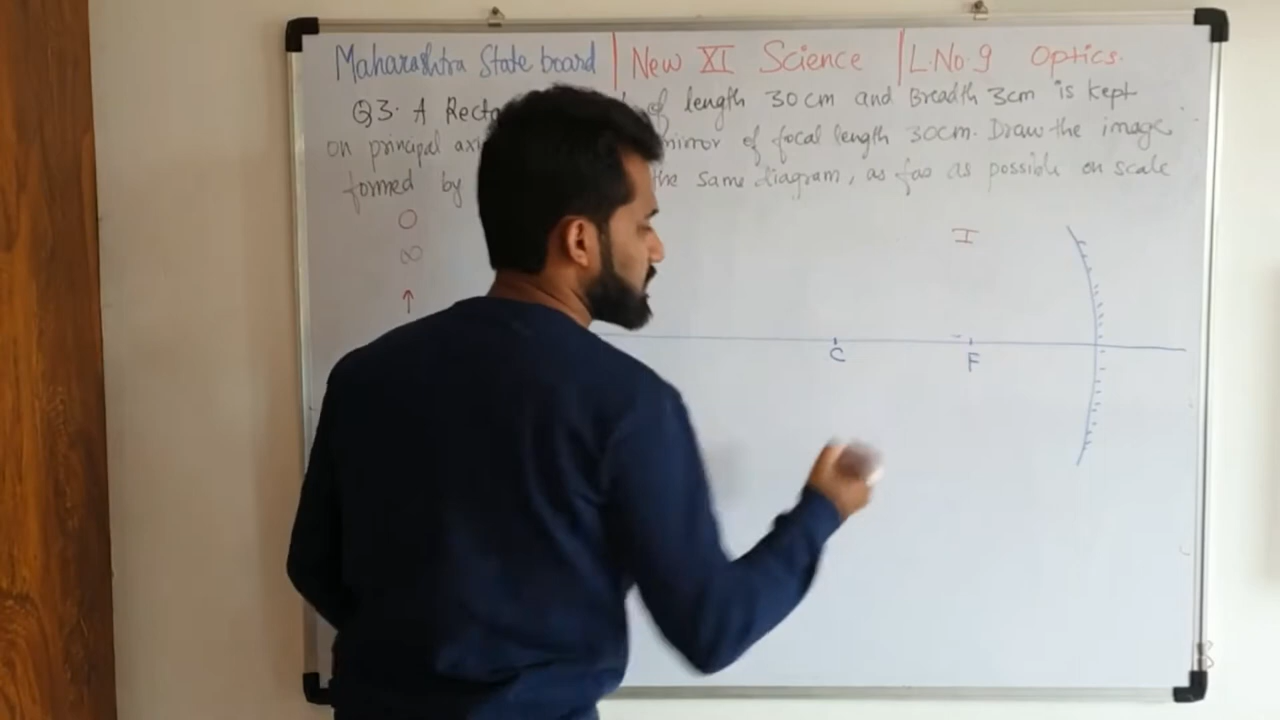 Maharashtra State board | New XI Science | L.No.9 Optics.
Q3. A of length 30 cm and Breadth 3cm is kept
on principal mirror of focal length 30cm. Draw the image
formed by the same diagram, as far as possible on scale
O
I
∞
↑
C
F